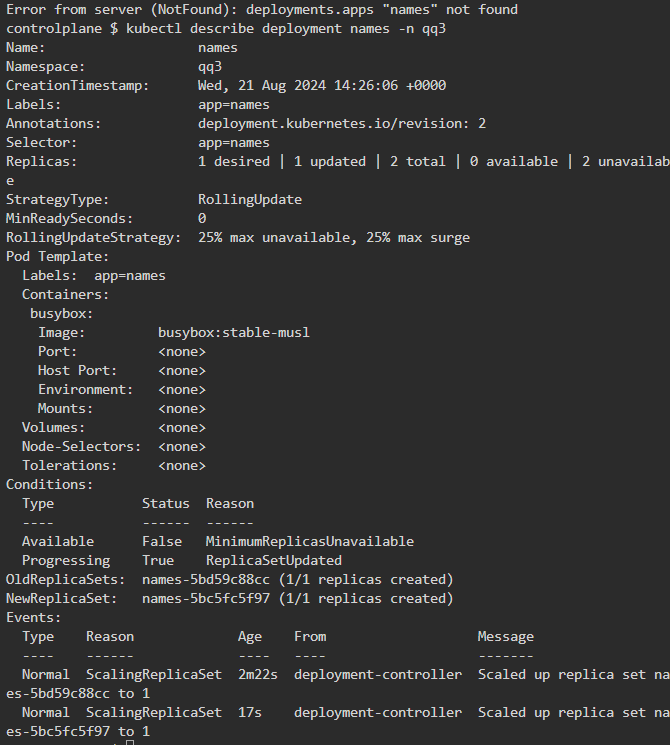 Error from server (NotFound): deployments.apps "names" not found
controlplane $ kubectl describe deployment names -n qq3
Name:                   names
Namespace:              qq3
CreationTimestamp:      Wed, 21 Aug 2024 14:26:06 +0000
Labels:                 app=names
Annotations:            deployment.kubernetes.io/revision: 2
Selector:               app=names
Replicas:               1 desired | 1 updated | 2 total | 0 available | 2 unavailab
e
StrategyType:           RollingUpdate
MinReadySeconds:        0
RollingUpdateStrategy:  25% max unavailable, 25% max surge
Pod Template:
  Labels:  app=names
  Containers:
   busybox:
    Image:         busybox:stable-musl
    Port:          <none>
    Host Port:     <none>
    Environment:   <none>
    Mounts:        <none>
  Volumes:         <none>
  Node-Selectors:  <none>
  Tolerations:     <none>
Conditions:
  Type           Status  Reason
  ----           ------  ------
  Available      False   MinimumReplicasUnavailable
  Progressing    True    ReplicaSetUpdated
OldReplicaSets:  names-5bd59c88cc (1/1 replicas created)
NewReplicaSet:   names-5bc5fc5f97 (1/1 replicas created)
Events:
  Type    Reason             Age    From                   Message
  ----    ------             ----   ----                   -------
  Normal  ScalingReplicaSet  2m22s  deployment-controller  Scaled up replica set na
es-5bd59c88cc to 1
  Normal  ScalingReplicaSet  17s    deployment-controller  Scaled up replica set na
es-5bc5fc5f97 to 1